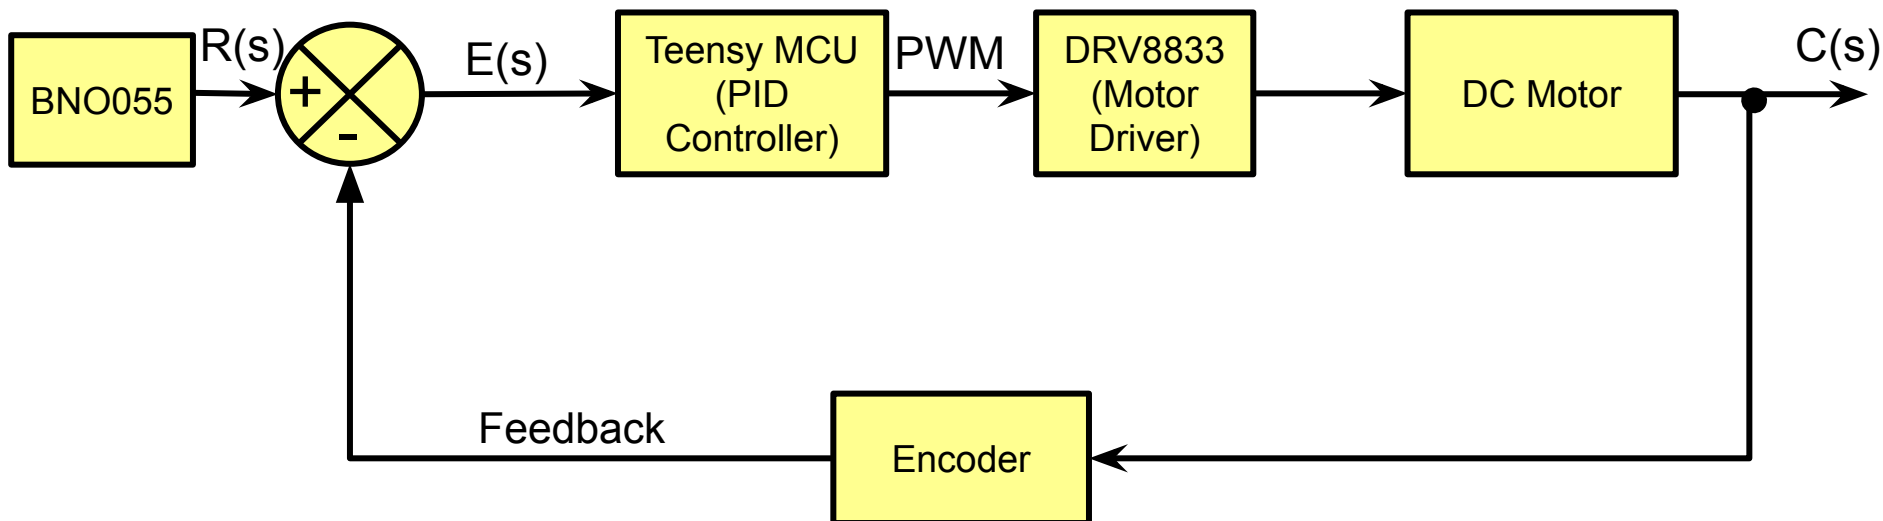 BNO055
R(s)
+
-
E(s)
Teensy MCU
(PID
Controller)
PWM
DRV8833
(Motor
Driver)
DC Motor
C(s)
Feedback
Encoder